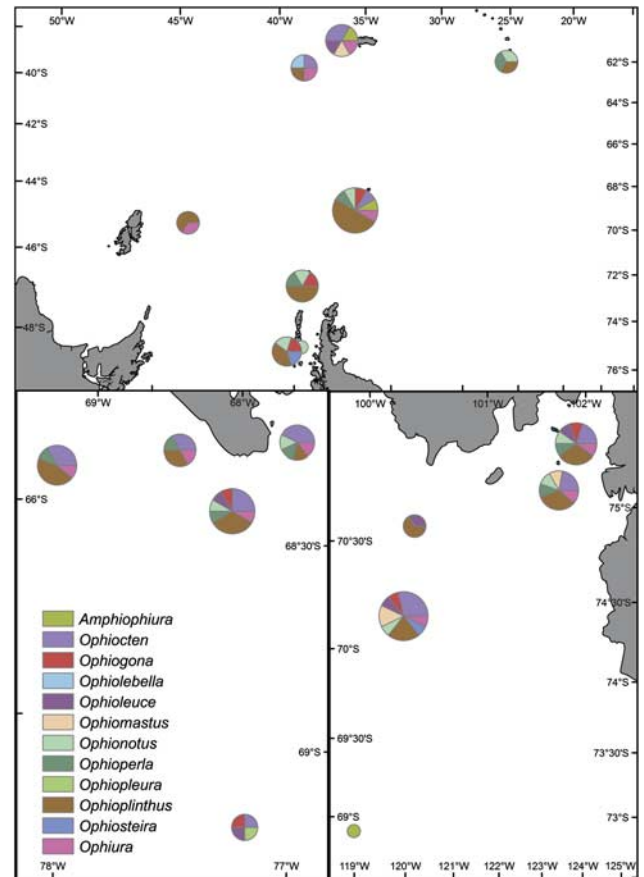 50°W 45°W 40°W 35°W 30°W 25°W 20°W
40°S 62°S
64°S
42°S
66°S
44°S 68°S
70°S
46°S
72°S
48°S 74°S
76°S
69°W 68°W 100°W 101°W 102°W
66°S
75°S
68°30'S 70°30'S
74°30'S
70°S
74°S
69°S 69°30'S
73°30'S
69°S 73°S
78°W 77°W 119°W 120°W 121°W 122°W 123°W 124°W 125°W
Amphiophiura
Ophiocten
Ophiogona
Ophiolebella
Ophioleuce
Ophiomastus
Ophionotus
Ophioperla
Ophiopleura
Ophioplinthus
Ophiosteira
Ophiura